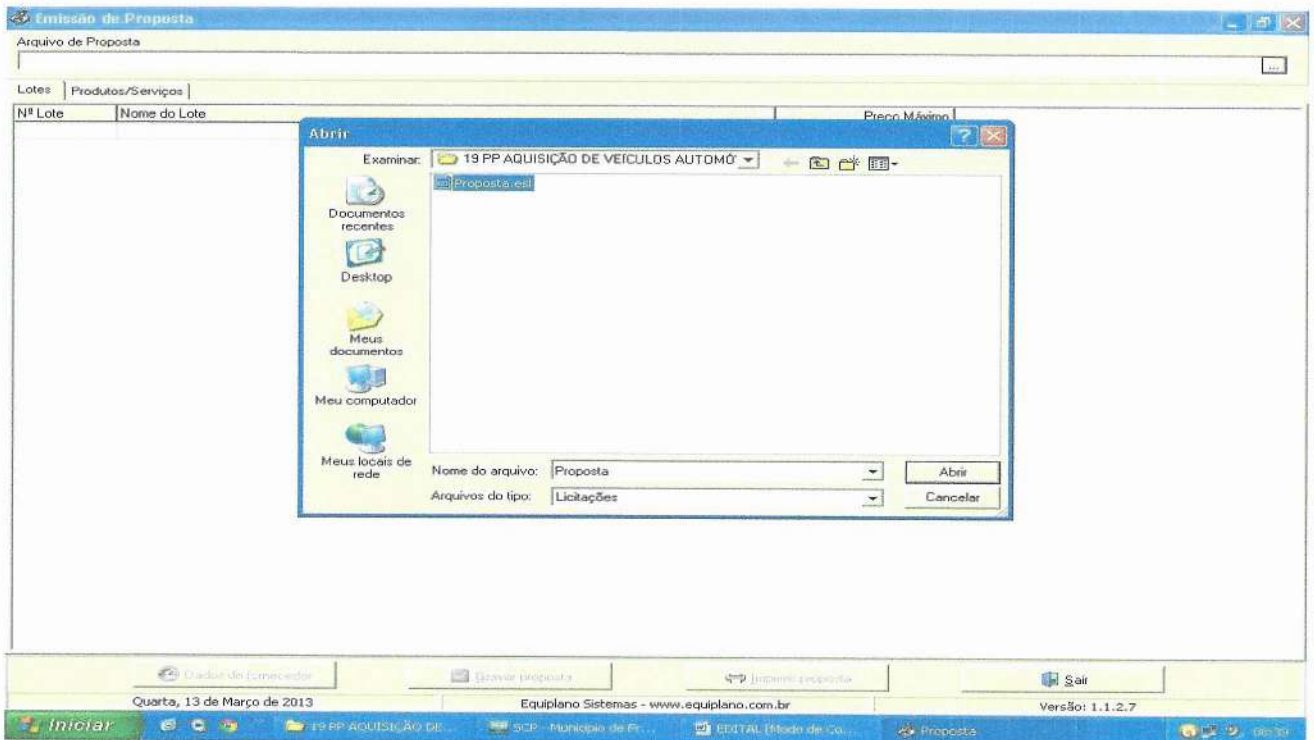 Emissão de Proposta
Arquivo de Proposta
...
Lotes Produtos/Serviços
Nº Lote Nome do Lote Preço Máximo
Abrir
Examinar: 19 PP AQUISIÇÃO DE VEÍCULOS AUTOMÓ
Proposta.esl
Documentos
recentes
Desktop
Meus
documentos
Meu computador
Meus locais de
rede
Nome do arquivo: Proposta Abrir
Arquivos do tipo: Licitações Cancelar
Dados do fornecedor Gravar proposta Imprimir proposta Sair
Quarta, 13 de Março de 2013 Equiplano Sistemas - www.equiplano.com.br Versão: 1.1.2.7
Iniciar 19 PP AQUISIÇÃO DE ... SCP - Município de Fr... EDITAL [Modo de Co... Proposta